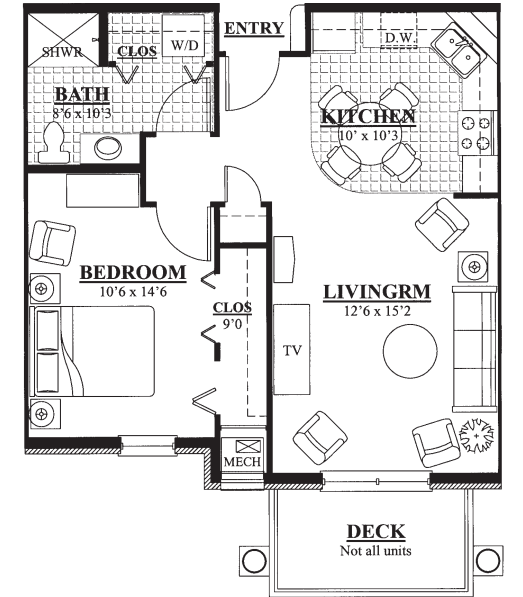 ENTRY
D.W.
SHWR
CLOS
W/D
BATH
8'6 x 10'3
KITCHEN
10' x 10'3
BEDROOM
10'6 x 14'6
CLOS
9'0
LIVINGRM
12'6 x 15'2
TV
MECH
DECK
Not all units